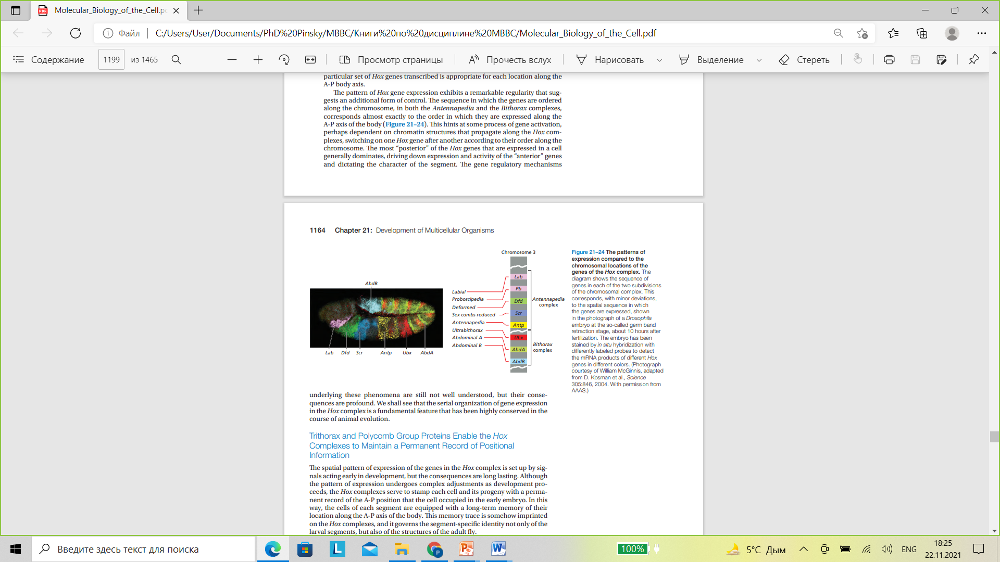 Molecular_Biology_of_the_Cell.pd
Файл
C:/Users/User/Documents/PhD%20Pinsky/MBBC/Книги%20по%20дисциплине%20MBBC/Molecular_Biology_of_the_Cell.pdf
Содержание
1199
из 1465
Просмотр страницы
Прочесть вслух
Нарисовать
Выделение
Стереть
particular set of Hox genes transcribed is appropriate for each location along the
A-P body axis.
The pattern of Hox gene expression exhibits a remarkable regularity that sug-
gests an additional form of control. The sequence in which the genes are ordered
along the chromosome, in both the Antennapedia and the Bithorax complexes,
corresponds almost exactly to the order in which they are expressed along the
A-P axis of the body (Figure 21–24). This hints at some process of gene activation,
perhaps dependent on chromatin structures that propagate along the Hox com-
plexes, switching on one Hox gene after another according to their order along the
chromosome. The most “posterior” of the Hox genes that are expressed in a cell
generally dominates, driving down expression and activity of the “anterior” genes
and dictating the character of the segment. The gene regulatory mechanisms
1164 Chapter 21: Development of Multicellular Organisms
AbdB
Lab Dfd Scr Antp Ubx AbdA
Chromosome 3
Labial
Proboscipedia
Deformed
Sex combs reduced
Antennapedia
Ultrabithorax
Abdominal A
Abdominal B
Lab
Pb
Dfd
Scr
Antp
Ubx
AbdA
AbdB
Antennapedia
complex
Bithorax
complex
Figure 21–24 The patterns of
expression compared to the
chromosomal locations of the
genes of the Hox complex. The
diagram shows the sequence of
genes in each of the two subdivisions
of the chromosomal complex. This
corresponds, with minor deviations,
to the spatial sequence in which
the genes are expressed, shown
in the photograph of a Drosophila
embryo at the so-called germ band
retraction stage, about 10 hours after
fertilization. The embryo has been
stained by in situ hybridization with
differently labeled probes to detect
the mRNA products of different Hox
genes in different colors. (Photograph
courtesy of William McGinnis, adapted
from D. Kosman et al., Science
305:846, 2004. With permission from
AAAS.)
underlying these phenomena are still not well understood, but their conse-
quences are profound. We shall see that the serial organization of gene expression
in the Hox complex is a fundamental feature that has been highly conserved in the
course of animal evolution.
Trithorax and Polycomb Group Proteins Enable the Hox
Complexes to Maintain a Permanent Record of Positional
Information
The spatial pattern of expression of the genes in the Hox complex is set up by sig-
nals acting early in development, but the consequences are long lasting. Although
the pattern of expression undergoes complex adjustments as development pro-
ceeds, the Hox complexes serve to stamp each cell and its progeny with a perma-
nent record of the A-P position that the cell occupied in the early embryo. In this
way, the cells of each segment are equipped with a long-term memory of their
location along the A-P axis of the body. This memory trace is somehow imprinted
on the Hox complexes, and it governs the segment-specific identity not only of the
larval segments, but also of the structures of the adult fly.
Введите здесь текст для поиска
100%
5°C Дым
ENG
18:25
22.11.2021